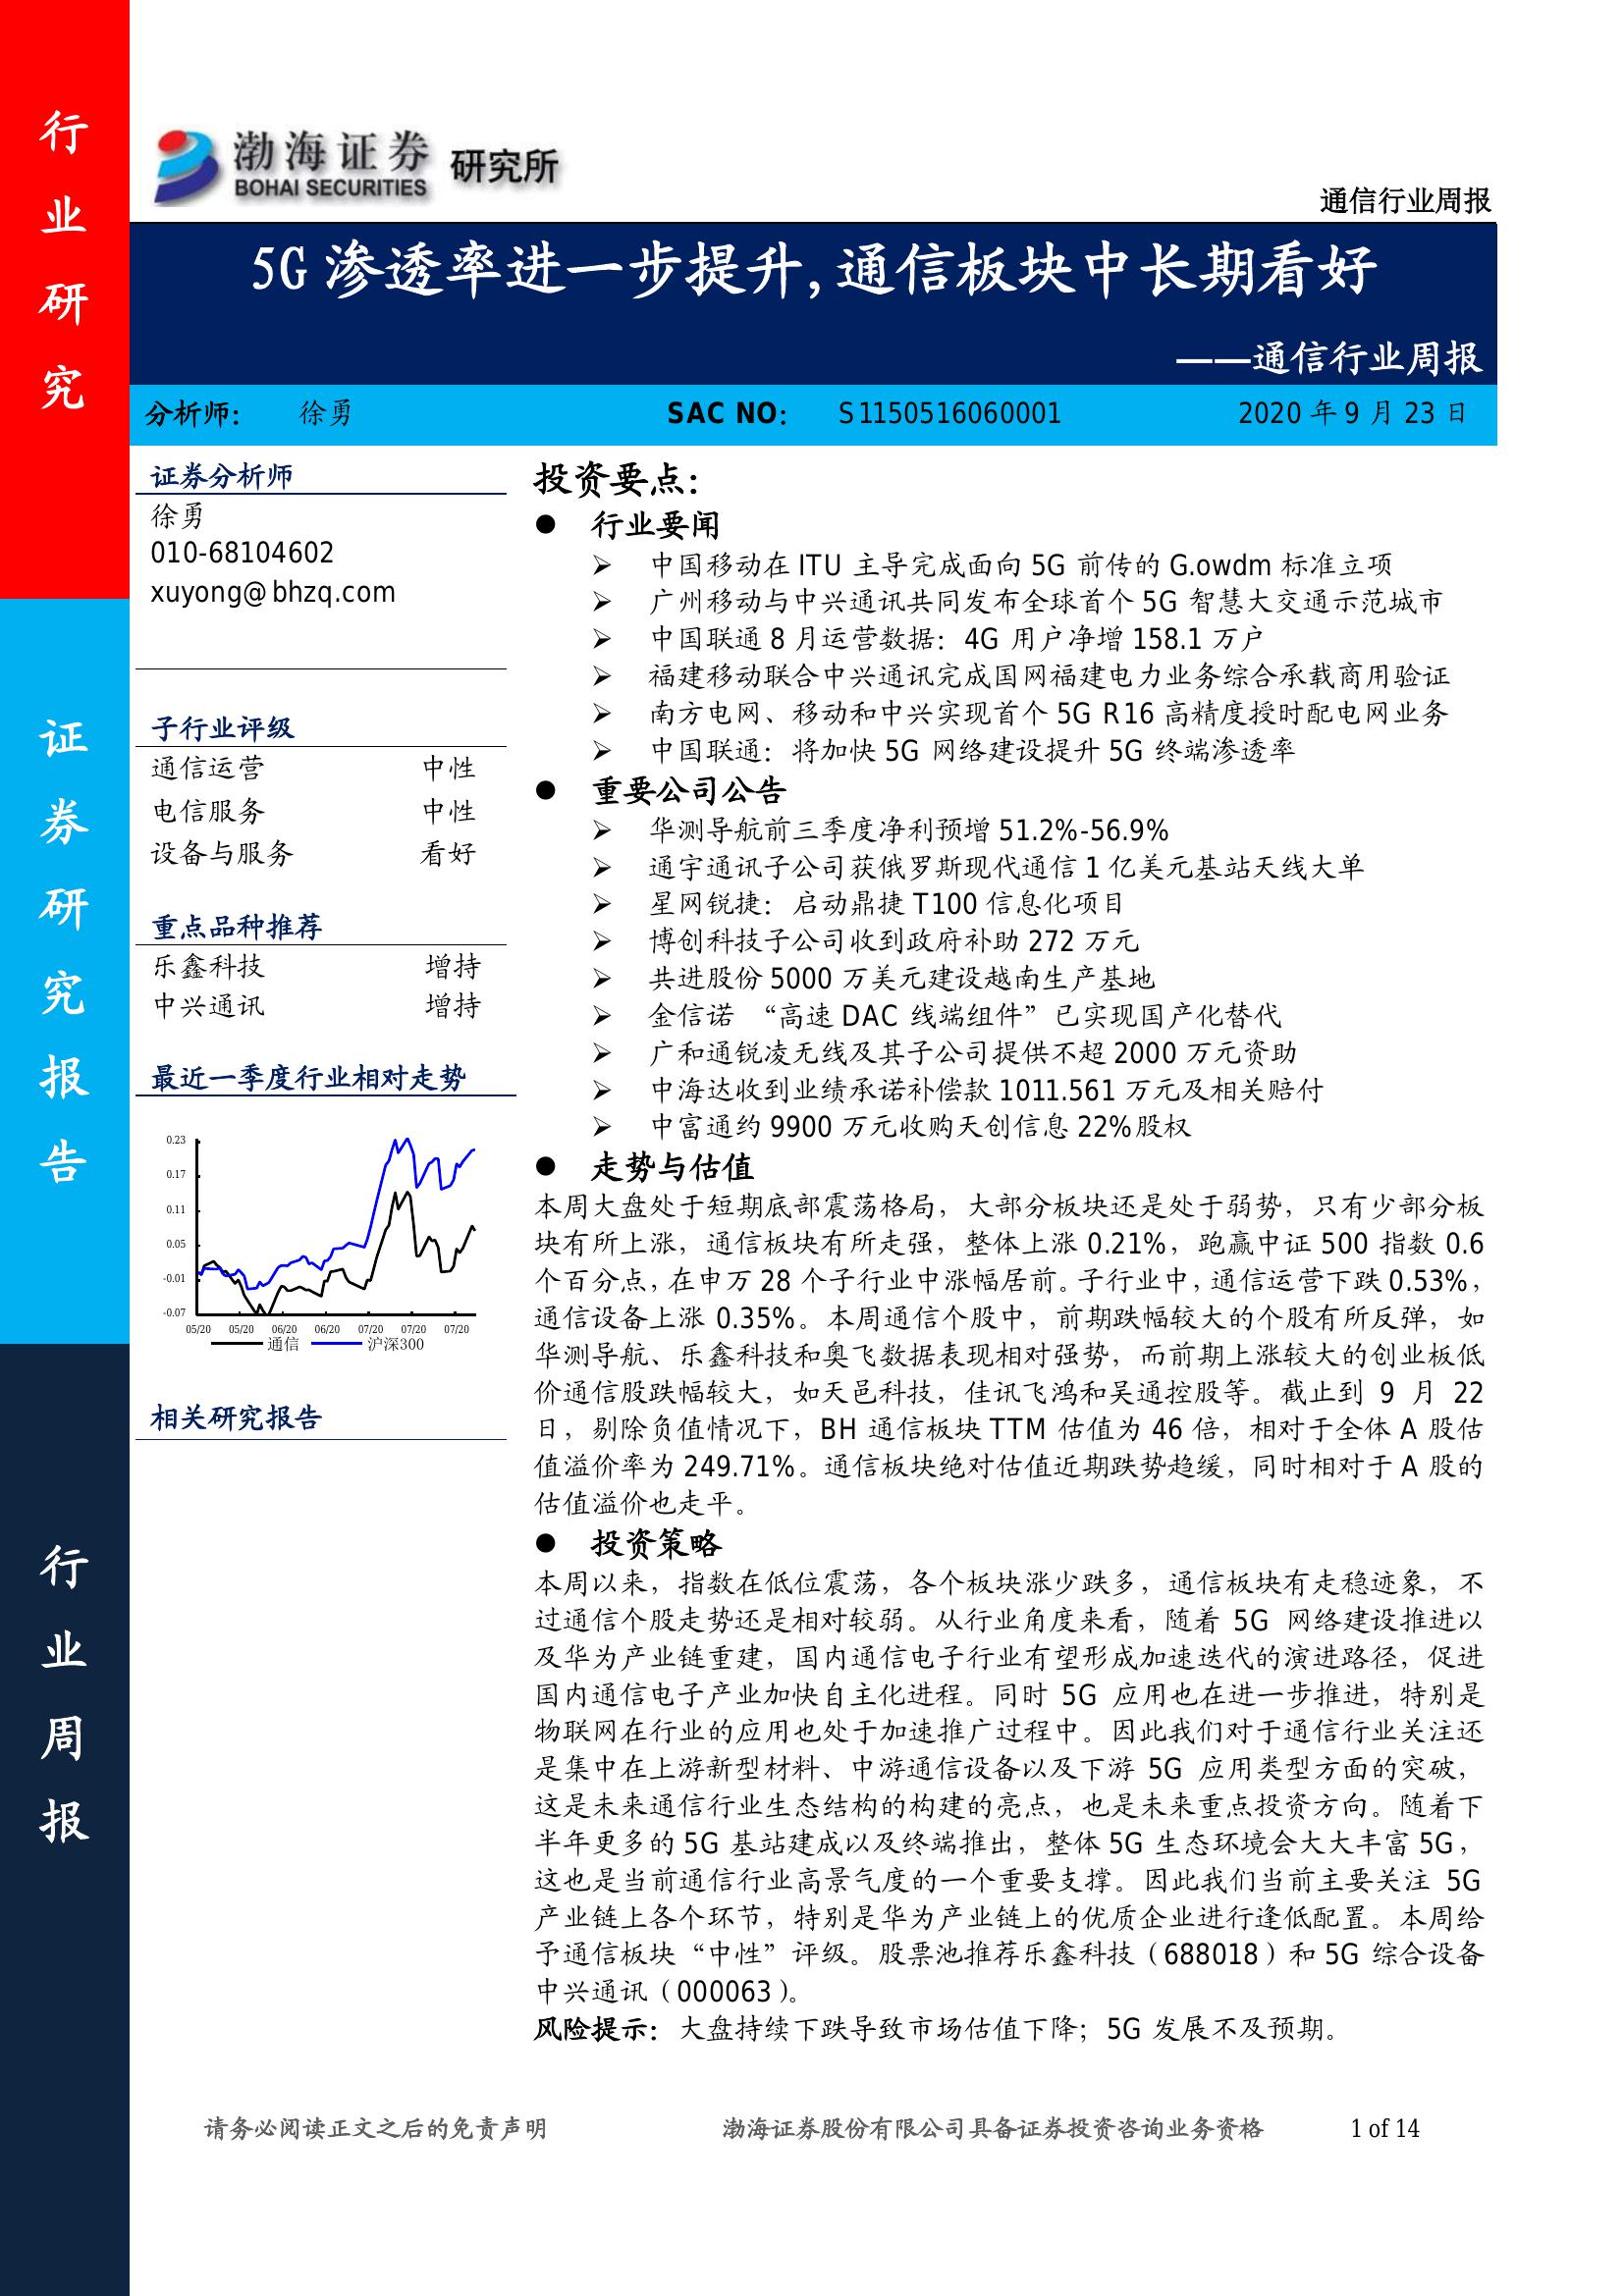 行业研究
证券研究报告
行业周报
渤海证券 研究所
BOHAI SECURITIES
通信行业周报
5G 渗透率进一步提升,通信板块中长期看好
——通信行业周报
分析师: 徐勇 SAC NO: S1150516060001 2020 年 9 月 23 日
证券分析师
徐勇
010-68104602
xuyong@bhzq.com
子行业评级
通信运营 中性
电信服务 中性
设备与服务 看好
重点品种推荐
乐鑫科技 增持
中兴通讯 增持
最近一季度行业相对走势
0.23
0.17
0.11
0.05
-0.01
-0.07
05/20 05/20 06/20 06/20 07/20 07/20 07/20
通信 沪深300
相关研究报告
投资要点:
● 行业要闻
➢ 中国移动在 ITU 主导完成面向 5G 前传的 G.owdm 标准立项
➢ 广州移动与中兴通讯共同发布全球首个 5G 智慧大交通示范城市
➢ 中国联通 8 月运营数据：4G 用户净增 158.1 万户
➢ 福建移动联合中兴通讯完成国网福建电力业务综合承载商用验证
➢ 南方电网、移动和中兴实现首个 5G R16 高精度授时配电网业务
➢ 中国联通：将加快 5G 网络建设提升 5G 终端渗透率
● 重要公司公告
➢ 华测导航前三季度净利预增 51.2%-56.9%
➢ 通宇通讯子公司获俄罗斯现代通信 1 亿美元基站天线大单
➢ 星网锐捷：启动鼎捷 T100 信息化项目
➢ 博创科技子公司收到政府补助 272 万元
➢ 共进股份 5000 万美元建设越南生产基地
➢ 金信诺 “高速 DAC 线端组件”已实现国产化替代
➢ 广和通锐凌无线及其子公司提供不超 2000 万元资助
➢ 中海达收到业绩承诺补偿款 1011.561 万元及相关赔付
➢ 中富通约 9900 万元收购天创信息 22%股权
● 走势与估值
本周大盘处于短期底部震荡格局，大部分板块还是处于弱势，只有少部分板
块有所上涨，通信板块有所走强，整体上涨 0.21%，跑赢中证 500 指数 0.6
个百分点，在申万 28 个子行业中涨幅居前。子行业中，通信运营下跌 0.53%，
通信设备上涨 0.35%。本周通信个股中，前期跌幅较大的个股有所反弹，如
华测导航、乐鑫科技和奥飞数据表现相对强势，而前期上涨较大的创业板低
价通信股跌幅较大，如天邑科技，佳讯飞鸿和吴通控股等。截止到 9 月 22
日，剔除负值情况下，BH 通信板块 TTM 估值为 46 倍，相对于全体 A 股估
值溢价率为 249.71%。通信板块绝对估值近期跌势趋缓，同时相对于 A 股的
估值溢价也走平。
● 投资策略
本周以来，指数在低位震荡，各个板块涨少跌多，通信板块有走稳迹象，不
过通信个股走势还是相对较弱。从行业角度来看，随着 5G 网络建设推进以
及华为产业链重建，国内通信电子行业有望形成加速迭代的演进路径，促进
国内通信电子产业加快自主化进程。同时 5G 应用也在进一步推进，特别是
物联网在行业的应用也处于加速推广过程中。因此我们对于通信行业关注还
是集中在上游新型材料、中游通信设备以及下游 5G 应用类型方面的突破，
这是未来通信行业生态结构的构建的亮点，也是未来重点投资方向。随着下
半年更多的 5G 基站建成以及终端推出，整体 5G 生态环境会大大丰富 5G，
这也是当前通信行业高景气度的一个重要支撑。因此我们当前主要关注 5G
产业链上各个环节，特别是华为产业链上的优质企业进行逢低配置。本周给
予通信板块“中性”评级。股票池推荐乐鑫科技（688018）和 5G 综合设备
中兴通讯（000063）。
风险提示：大盘持续下跌导致市场估值下降；5G 发展不及预期。
请务必阅读正文之后的免责声明 渤海证券股份有限公司具备证券投资咨询业务资格 1 of 14